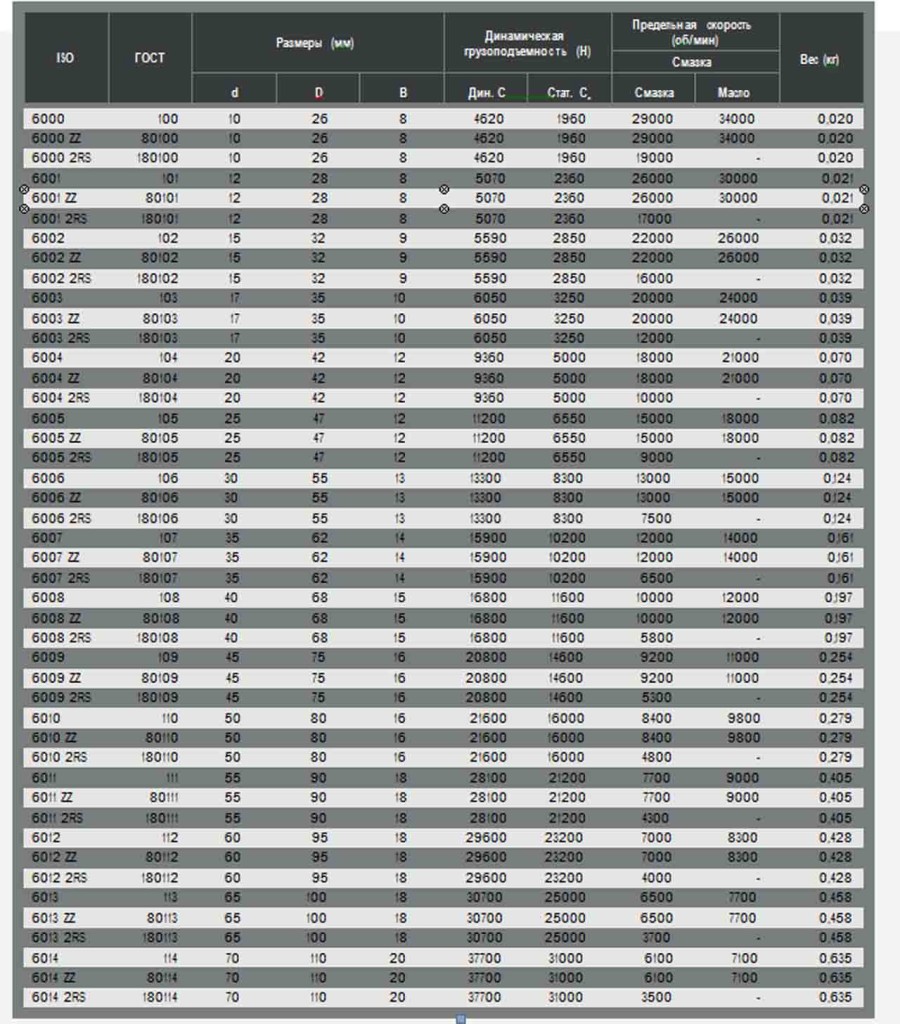 ISO ГОСТ Размеры (мм) Динамическая грузоподъемность (Н) Предельная скорость (об/мин) Вес (кг)
Смазка
d D B Дин. С Стат. С. Смазка Масло
6000 100 10 26 8 4620 1960 29000 34000 0,020
6000 ZZ 80100 10 26 8 4620 1960 29000 34000 0,020
6000 2RS 180100 10 26 8 4620 1960 19000 - 0,020
6001 101 12 28 8 5070 2360 26000 30000 0,021
6001 ZZ 80101 12 28 8 5070 2360 26000 30000 0,021
6001 2RS 180101 12 28 8 5070 2360 17000 - 0,021
6002 102 15 32 9 5590 2850 22000 26000 0,032
6002 ZZ 80102 15 32 9 5590 2850 22000 26000 0,032
6002 2RS 180102 15 32 9 5590 2850 16000 - 0,032
6003 103 17 35 10 6050 3250 20000 24000 0,039
6003 ZZ 80103 17 35 10 6050 3250 20000 24000 0,039
6003 2RS 180103 17 35 10 6050 3250 12000 - 0,039
6004 104 20 42 12 9360 5000 18000 21000 0,070
6004 ZZ 80104 20 42 12 9360 5000 18000 21000 0,070
6004 2RS 180104 20 42 12 9360 5000 10000 - 0,070
6005 105 25 47 12 11200 6550 15000 18000 0.082
6005 ZZ 80105 25 47 12 11200 6550 15000 18000 0.082
6005 2RS 180105 25 47 12 11200 6550 9000 - 0.082
6006 106 30 55 13 13300 8300 13000 15000 0,124
6006 ZZ 80106 30 55 13 13300 8300 13000 15000 0,124
6006 2RS 180106 30 55 13 13300 8300 7500 - 0,124
6007 107 35 62 14 15900 10200 12000 14000 0,161
6007 ZZ 80107 35 62 14 15900 10200 12000 14000 0,161
6007 2RS 180107 35 62 14 15900 10200 6500 - 0,161
6008 108 40 68 15 16800 11600 10000 12000 0,197
6008 ZZ 80108 40 68 15 16800 11600 10000 12000 0,197
6008 2RS 180108 40 68 15 16800 11600 5800 - 0,197
6009 109 45 75 16 20800 14600 9200 11000 0,254
6009 ZZ 80109 45 75 16 20800 14600 9200 11000 0,254
6009 2RS 180109 45 75 16 20800 14600 5300 - 0,254
6010 110 50 80 16 21600 16000 8400 9800 0,279
6010 ZZ 80110 50 80 16 21600 16000 8400 9800 0,279
6010 2RS 180110 50 80 16 21600 16000 4800 - 0,279
6011 111 55 90 18 28100 21200 7700 9000 0,405
6011 ZZ 80111 55 90 18 28100 21200 7700 9000 0,405
6011 2RS 180111 55 90 18 28100 21200 4300 - 0,405
6012 112 60 95 18 29600 23200 7000 8300 0,428
6012 ZZ 80112 60 95 18 29600 23200 7000 8300 0,428
6012 2RS 180112 60 95 18 29600 23200 4000 - 0,428
6013 113 65 100 18 30700 25000 6500 7700 0,458
6013 ZZ 80113 65 100 18 30700 25000 6500 7700 0,458
6013 2RS 180113 65 100 18 30700 25000 3700 - 0,458
6014 114 70 110 20 37700 31000 6100 7100 0,635
6014 ZZ 80114 70 110 20 37700 31000 6100 7100 0,635
6014 2RS 180114 70 110 20 37700 31000 3500 - 0,635